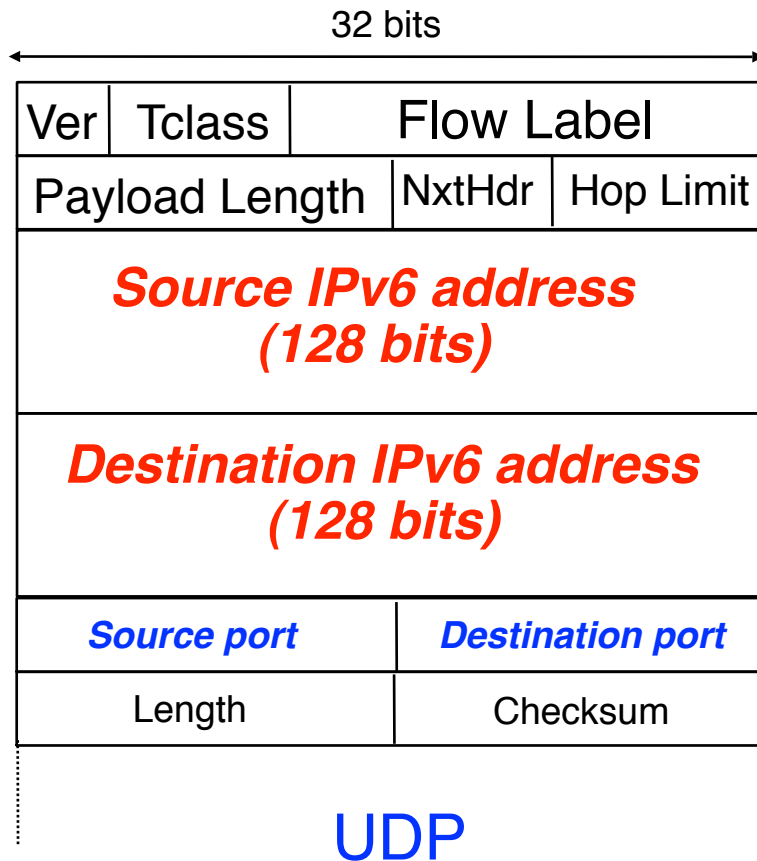 32 bits
Ver Tclass Flow Label
Payload Length NxtHdr Hop Limit
Source IPv6 address
(128 bits)
Destination IPv6 address
(128 bits)
Source port Destination port
Length Checksum
UDP